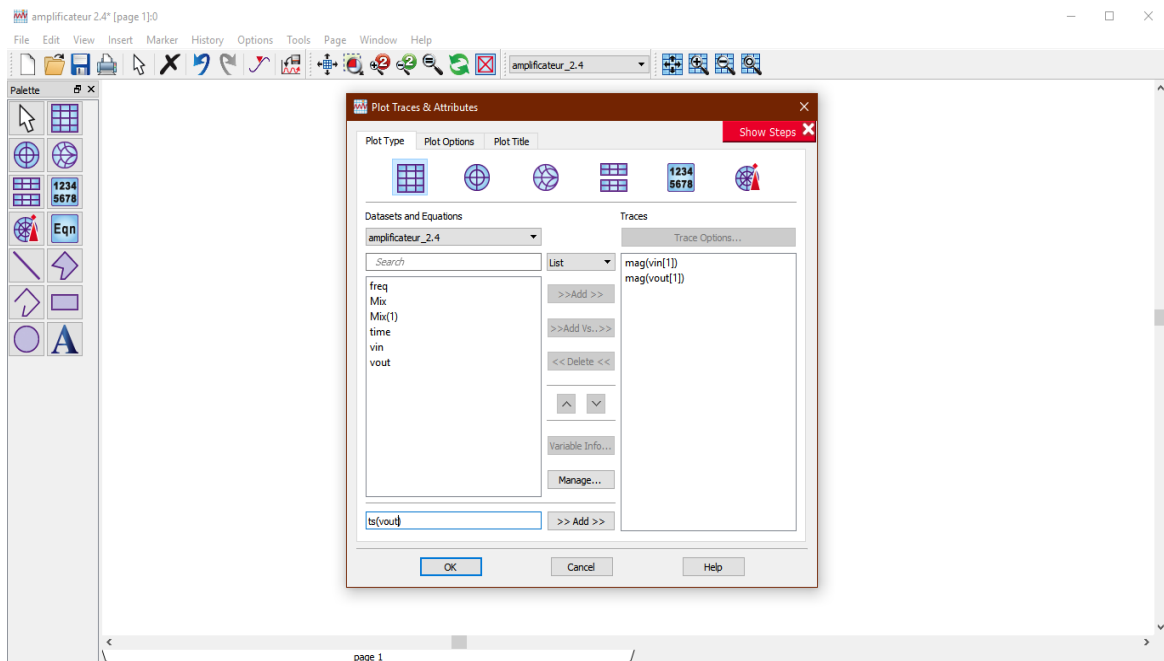 amplificateur 2.4* [page 1]:0
File Edit View Insert Marker History Options Tools Page Window Help
amplificateur_2.4
Palette
1234
5678
Eqn
A
Plot Traces & Attributes
Show Steps
Plot Type Plot Options Plot Title
1234
5678
Datasets and Equations Traces
amplificateur_2.4 Trace Options...
Search List mag(vin[1])
mag(vout[1])
freq
Mix
Mix(1)
time
vin
vout
>>Add >>
>>Add Vs..>>
<< Delete <<
Variable Info...
Manage...
ts(vout) >> Add >>
OK Cancel Help
page 1